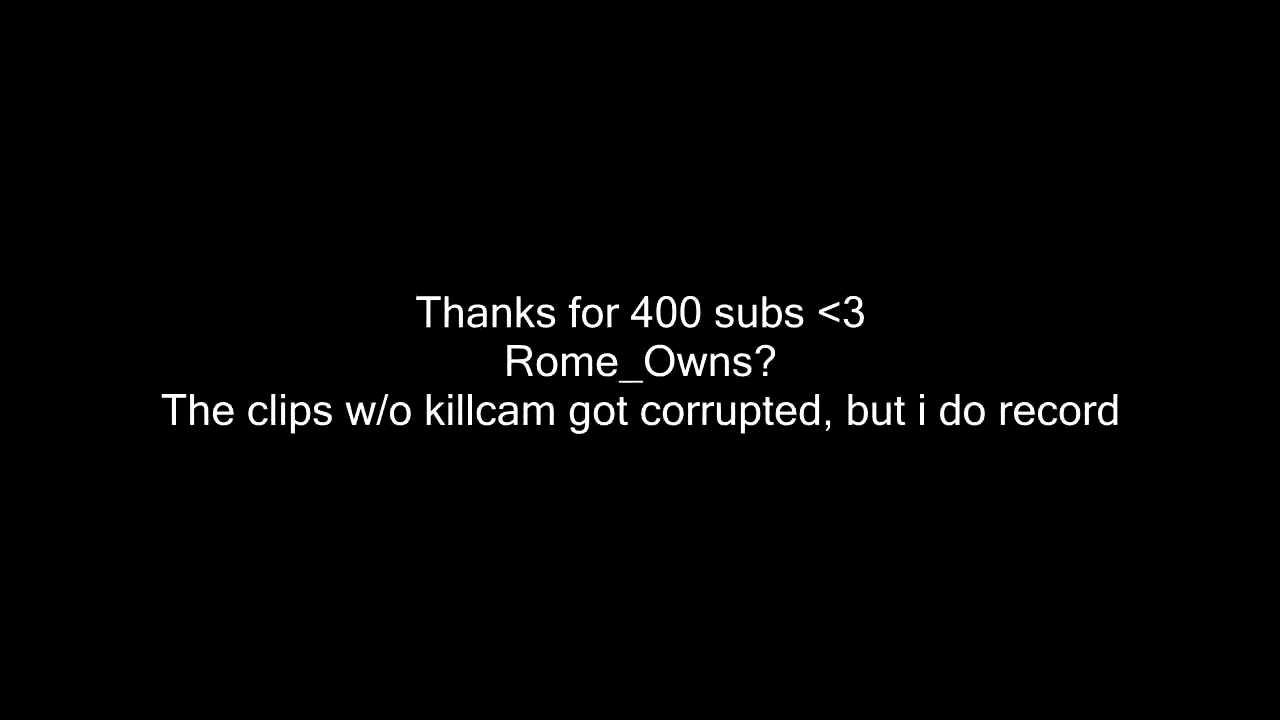 Thanks for 400 subs <3
Rome_Owns?
The clips w/o killcam got corrupted, but i do record